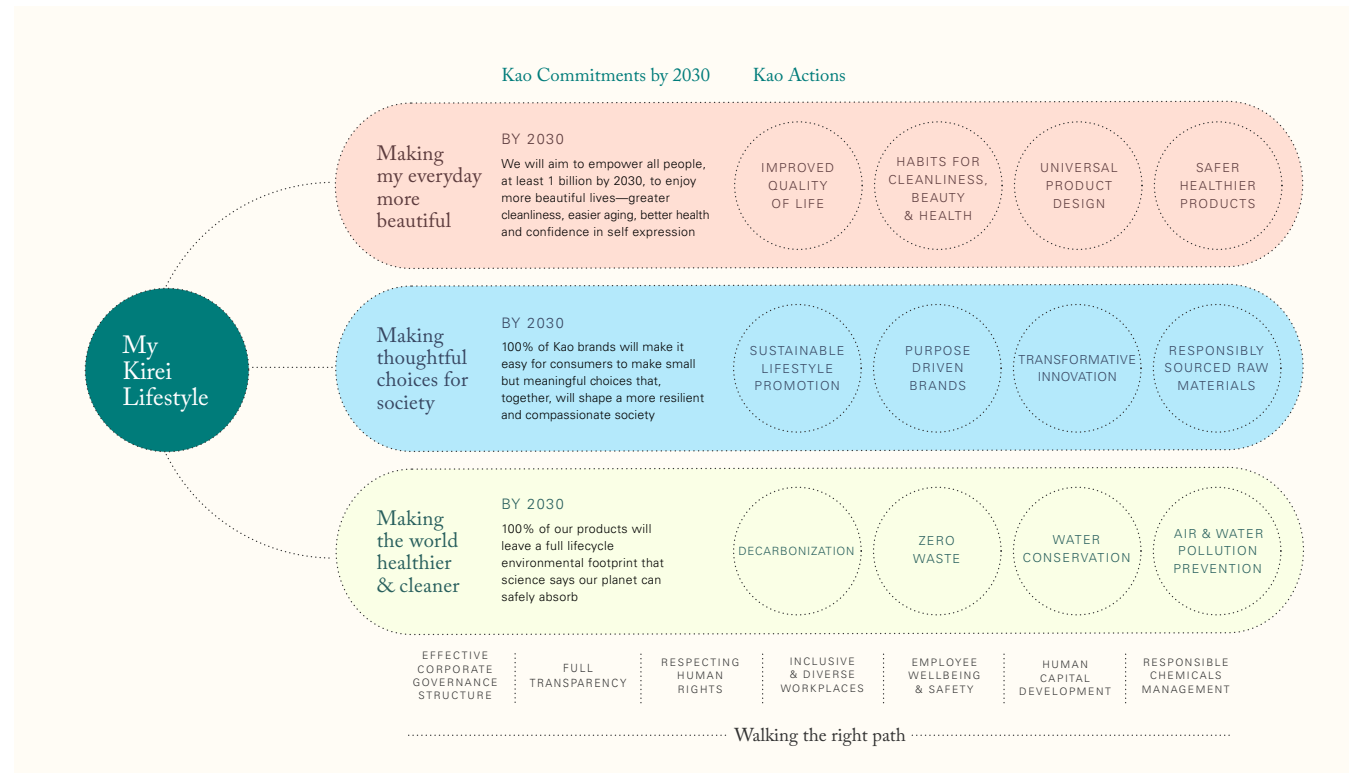 Kao Commitments by 2030
Kao Actions
My
Kirei
Lifestyle
Making
my everyday
more
beautiful
BY 2030
We will aim to empower all people,
at least 1 billion by 2030, to enjoy
more beautiful lives—greater
cleanliness, easier aging, better health
and confidence in self expression
IMPROVED
QUALITY
OF LIFE
HABITS FOR
CLEANLINESS,
BEAUTY
& HEALTH
UNIVERSAL
PRODUCT
DESIGN
SAFER
HEALTHIER
PRODUCTS
Making
thoughtful
choices for
society
BY 2030
100% of Kao brands will make it
easy for consumers to make small
but meaningful choices that,
together, will shape a more resilient
and compassionate society
SUSTAINABLE
LIFESTYLE
PROMOTION
PURPOSE
DRIVEN
BRANDS
TRANSFORMATIVE
INNOVATION
RESPONSIBLY
SOURCED RAW
MATERIALS
Making
the world
healthier
& cleaner
BY 2030
100% of our products will
leave a full lifecycle
environmental footprint that
science says our planet can
safely absorb
DECARBONIZATION
ZERO
WASTE
WATER
CONSERVATION
AIR & WATER
POLLUTION
PREVENTION
EFFECTIVE
CORPORATE
GOVERNANCE
STRUCTURE
FULL
TRANSPARENCY
RESPECTING
HUMAN
RIGHTS
INCLUSIVE
& DIVERSE
WORKPLACES
EMPLOYEE
WELLBEING
& SAFETY
HUMAN
CAPITAL
DEVELOPMENT
RESPONSIBLE
CHEMICALS
MANAGEMENT
Walking the right path